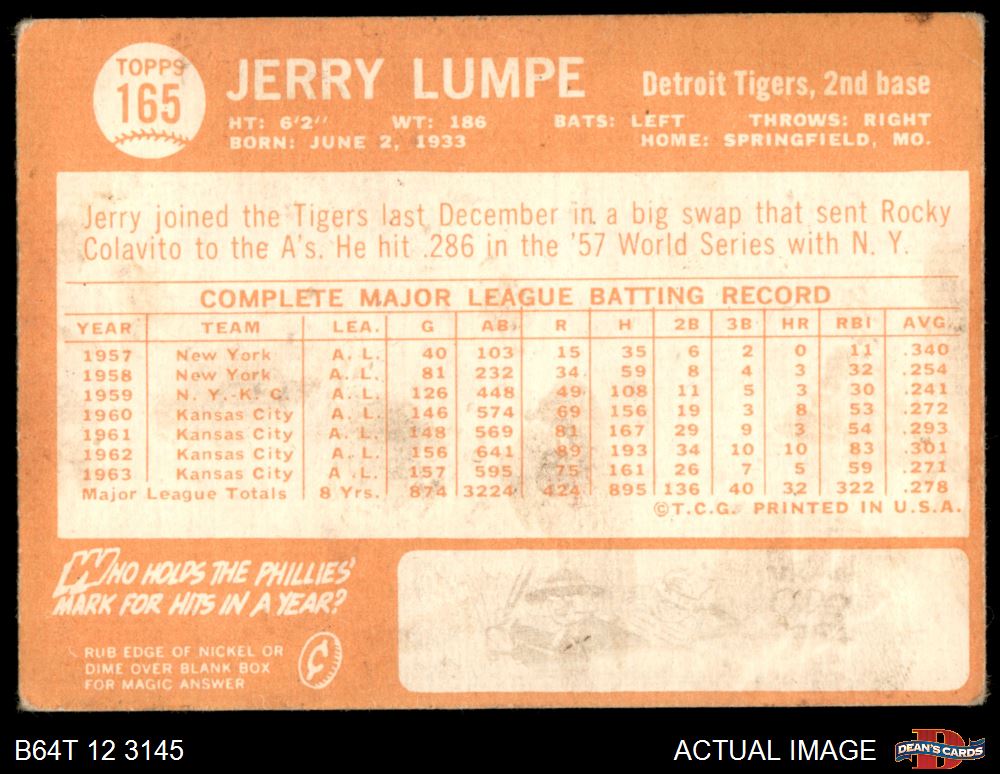 TOPPS
165
JERRY LUMPE
Detroit Tigers, 2nd base
HT: 6'2" WT: 186 BATS: LEFT THROWS: RIGHT
BORN: JUNE 2, 1933 HOME: SPRINGFIELD, MO.
Jerry joined the Tigers last December in a big swap that sent Rocky
Colavito to the A's. He hit .286 in the '57 World Series with N. Y.
COMPLETE MAJOR LEAGUE BATTING RECORD
YEAR TEAM LEA. G AB R H 2B 3B HR RBI AVG.
1957 New York A. L. 40 103 15 35 6 2 0 11 .340
1958 New York A. L. 81 232 34 59 8 4 3 32 .254
1959 N. Y.-K. C. A. L. 126 448 49 108 11 5 3 30 .241
1960 Kansas City A. L. 146 574 69 156 19 3 8 53 .272
1961 Kansas City A. L. 148 569 81 167 29 9 3 54 .293
1962 Kansas City A. L. 156 641 89 193 34 10 10 83 .301
1963 Kansas City A. L. 157 595 75 161 26 7 5 59 .271
Major League Totals 8 Yrs. 874 3224 424 895 136 40 32 322 .278
©T.C.G. PRINTED IN U.S.A.
WHO HOLDS THE PHILLIES'
MARK FOR HITS IN A YEAR?
RUB EDGE OF NICKEL OR
DIME OVER BLANK BOX
FOR MAGIC ANSWER
¢
B64T 12 3145
ACTUAL IMAGE
DEAN'S CARDS